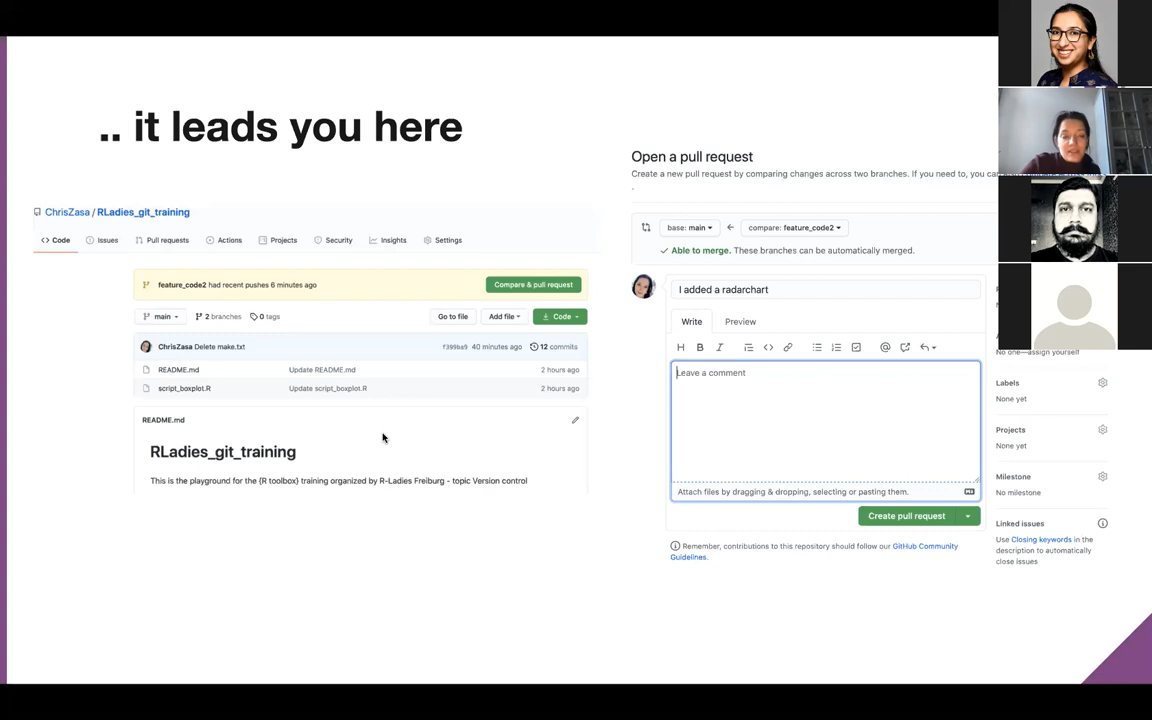 .. it leads you here
ChrisZasa / RLadies_git_training
Code Issues Pull requests Actions Projects Security Insights Settings
feature_code2 had recent pushes 6 minutes ago Compare & pull request
main 2 branches 0 tags Go to file Add file Code
ChrisZasa Delete make.txt f399ba9 40 minutes ago 12 commits
README.md Update README.md 2 hours ago
script_boxplot.R Update script_boxplot.R 2 hours ago
README.md
RLadies_git_training
This is the playground for the {R toolbox} training organized by R-Ladies Freiburg - topic Version control
Open a pull request
Create a new pull request by comparing changes across two branches. If you need to, you can
.
base: main compare: feature_code2
Able to merge. These branches can be automatically merged.
I added a radarchart
Write Preview
Leave a comment
Attach files by dragging & dropping, selecting or pasting them.
Create pull request
Remember, contributions to this repository should follow our GitHub Community
Guidelines.
No one—assign yourself
Labels
None yet
Projects
None yet
Milestone
No milestone
Linked issues
Use Closing keywords in the
description to automatically
close issues